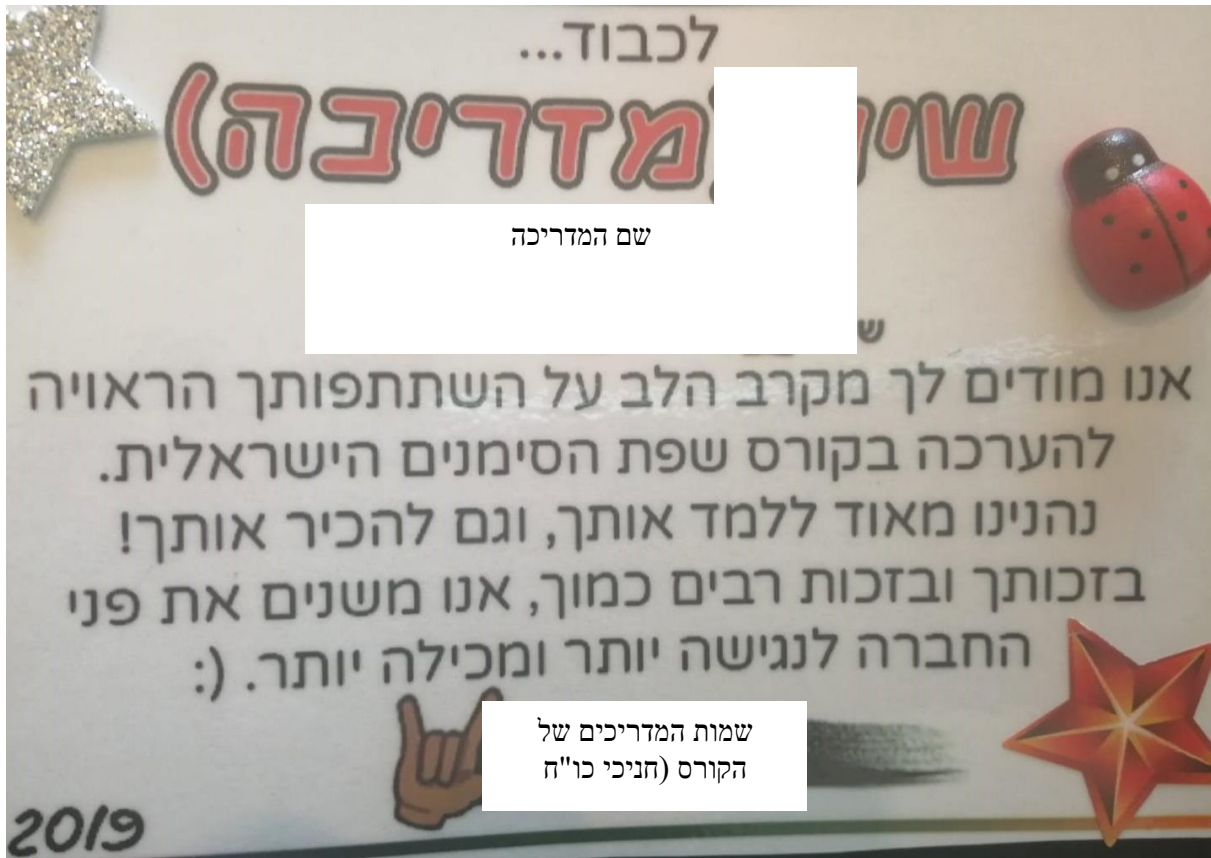 לכבוד...
(מדריכה)
שם המדריכה
אנו מודים לך מקרב הלב על השתתפותך הראויה
להערכה בקורס שפת הסימנים הישראלית.
נהנינו מאוד ללמד אותך, וגם להכיר אותך!
בזכותך ובזכות רבים כמוך, אנו משנים את פני
החברה לנגישה יותר ומכילה יותר. (:
שמות המדריכים של
הקורס (חניכי כו"ח
2019